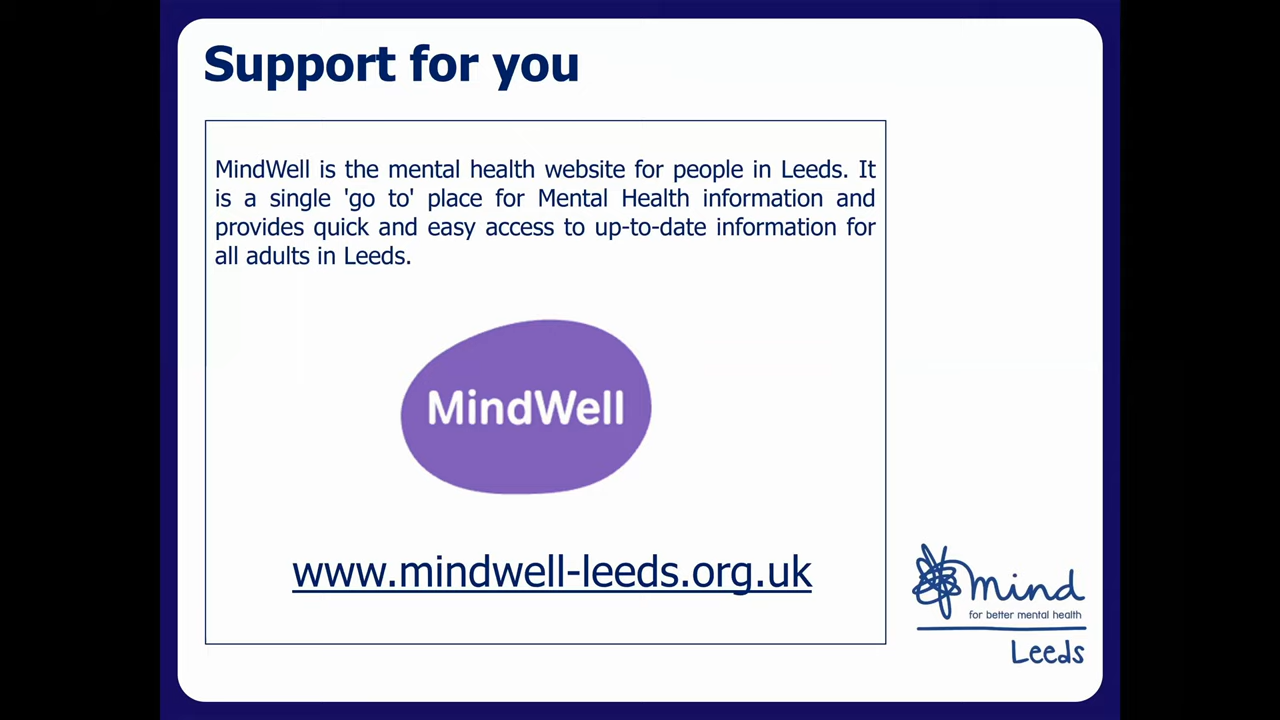 Support for you
MindWell is the mental health website for people in Leeds. It
is a single 'go to' place for Mental Health information and
provides quick and easy access to up-to-date information for
all adults in Leeds.
MindWell
www.mindwell-leeds.org.uk
mind
for better mental health
Leeds